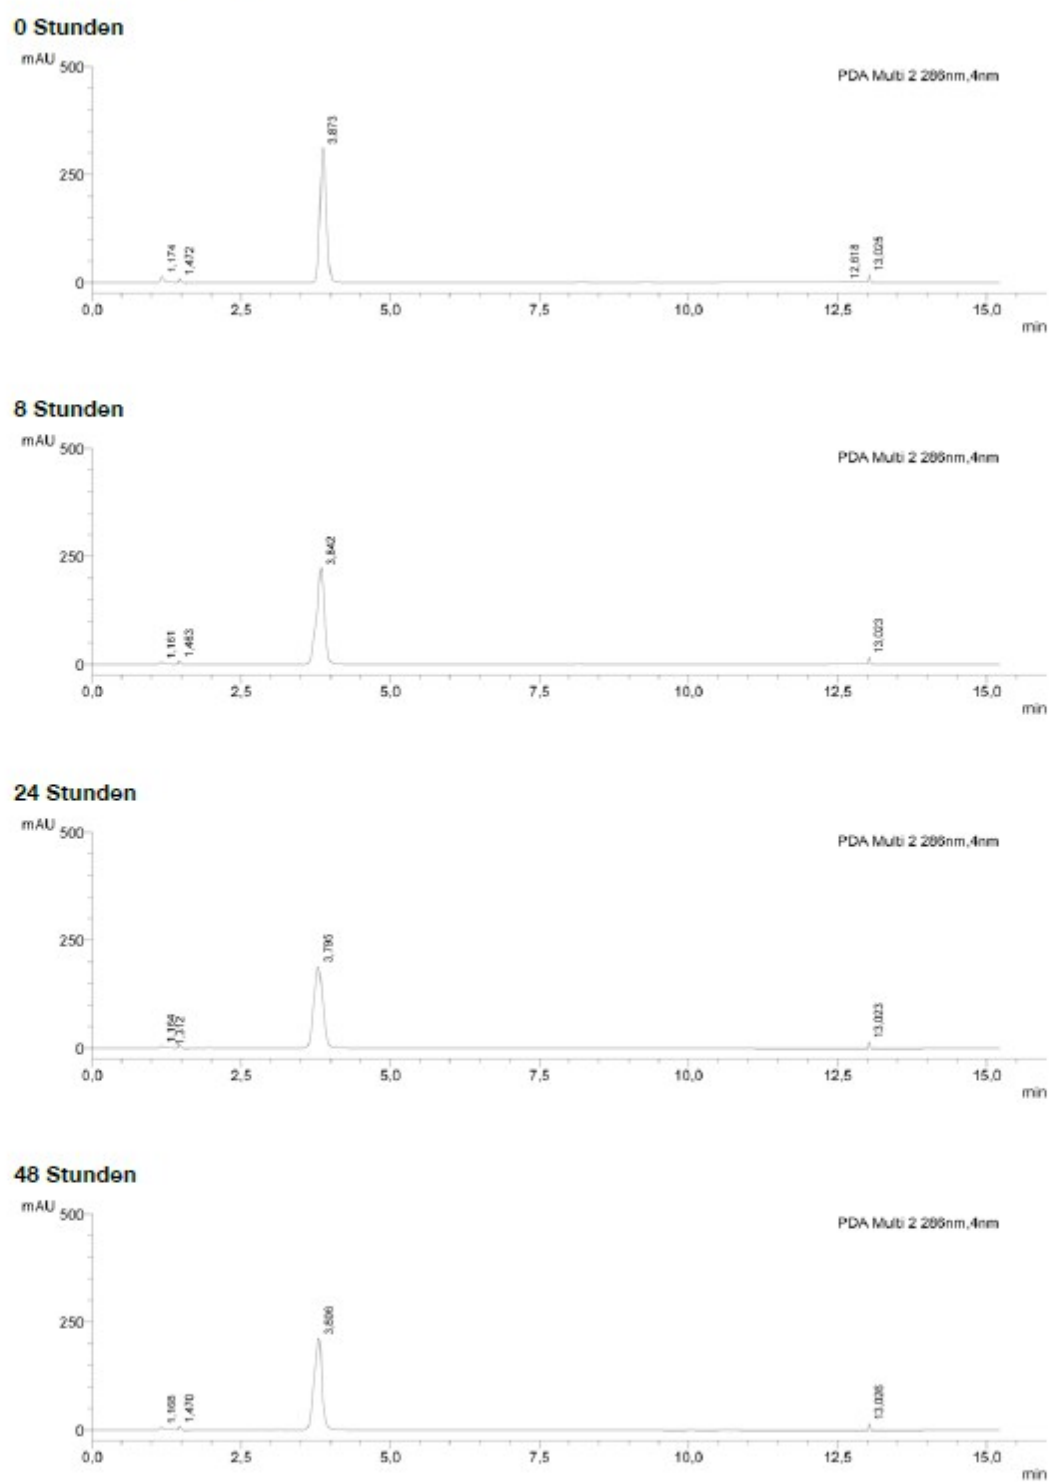 0 Stunden
mAU
500
PDA Multi 2 286nm,4nm
3,873
250
1,174
1,472
12,618
13,025
0
0,0 2,5 5,0 7,5 10,0 12,5 15,0
min
8 Stunden
mAU
500
PDA Multi 2 286nm,4nm
3,842
250
1,161
1,463
13,023
0
0,0 2,5 5,0 7,5 10,0 12,5 15,0
min
24 Stunden
mAU
500
PDA Multi 2 286nm,4nm
3,795
250
13,023
0
0,0 2,5 5,0 7,5 10,0 12,5 15,0
min
48 Stunden
mAU
500
PDA Multi 2 286nm,4nm
3,806
250
1,168
1,470
13,026
0
0,0 2,5 5,0 7,5 10,0 12,5 15,0
min